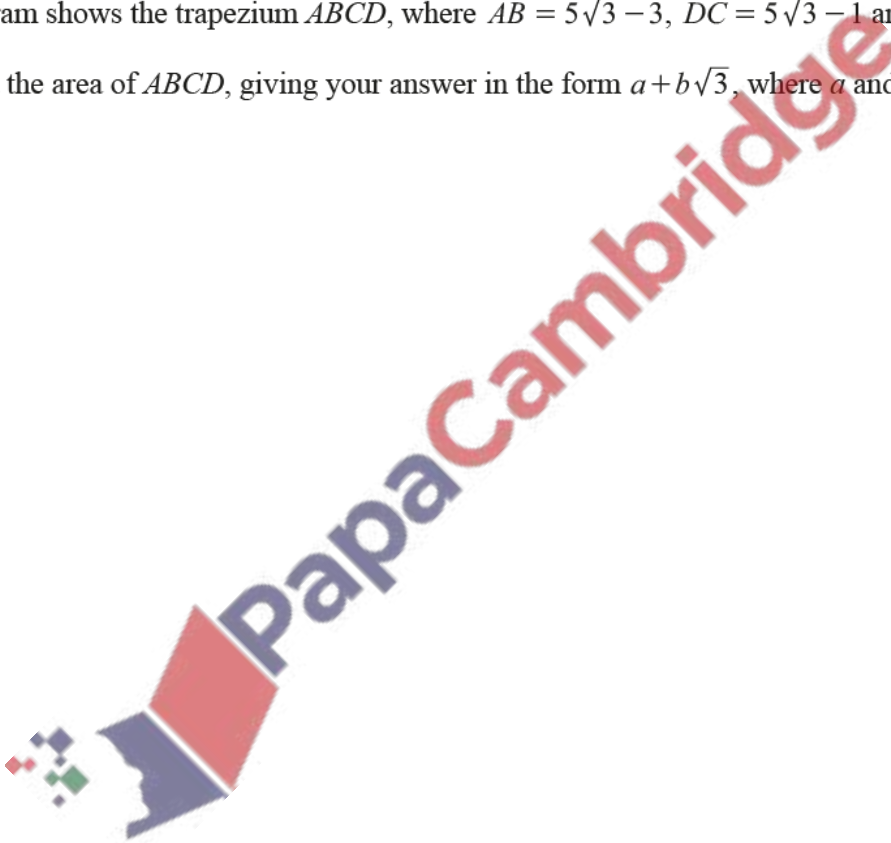 am shows the trapezium ABCD, where AB = 5√3 − 3, DC = 5√3 − 1 a
the area of ABCD, giving your answer in the form a + b√3, where a and
PapaCambridge